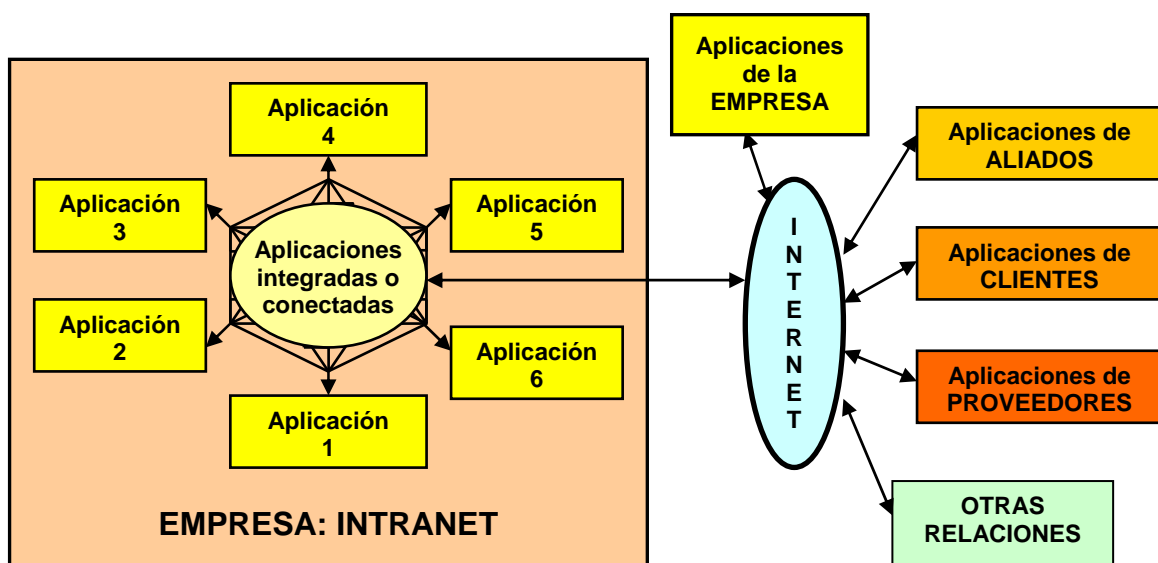 Aplicaciones
de la
EMPRESA
Aplicación
4
Aplicaciones de
ALIADOS
Aplicación
3
Aplicación
5
Aplicaciones
integradas o
conectadas
I
N
T
E
R
N
E
T
Aplicaciones de
CLIENTES
Aplicación
2
Aplicación
6
Aplicaciones de
PROVEEDORES
Aplicación
1
EMPRESA: INTRANET
OTRAS
RELACIONES